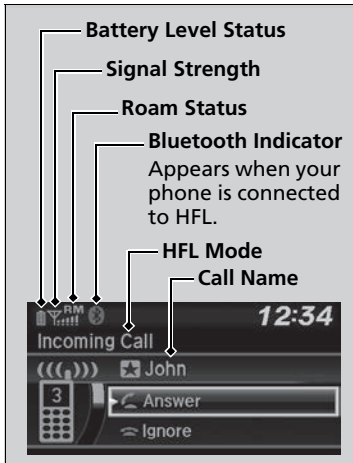 Battery Level Status
Signal Strength
Roam Status
Bluetooth Indicator
Appears when your
phone is connected
to HFL.
HFL Mode
Call Name
RM
12:34
Incoming Call
John
3
Answer
Ignore